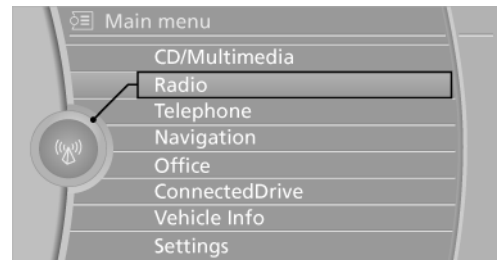 Main menu
CD/Multimedia
Radio
Telephone
Navigation
Office
ConnectedDrive
Vehicle Info
Settings